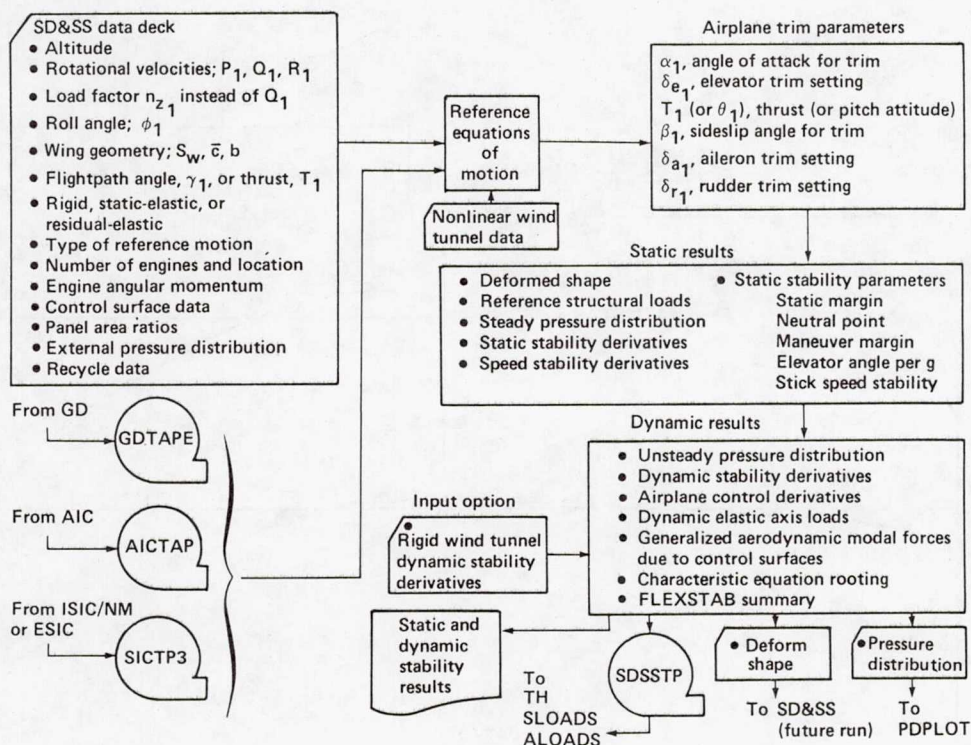 SD&SS data deck
• Altitude
• Rotational velocities; P₁, Q₁, R₁
• Load factor n_z₁ instead of Q₁
• Roll angle; ϕ₁
• Wing geometry; S_w, c̄, b
• Flightpath angle, γ₁, or thrust, T₁
• Rigid, static-elastic, or
residual-elastic
• Type of reference motion
• Number of engines and location
• Engine angular momentum
• Control surface data
• Panel area ratios
• External pressure distribution
• Recycle data
From GD
GDTAPE
From AIC
AICTAP
From ISIC/NM
or ESIC
SICTP3
Reference
equations
of
motion
Nonlinear wind
tunnel data
Airplane trim parameters
α₁, angle of attack for trim
δ_e₁, elevator trim setting
T₁ (or θ₁), thrust (or pitch attitude)
β₁, sideslip angle for trim
δ_a₁, aileron trim setting
δ_r₁, rudder trim setting
Static results
• Deformed shape
• Reference structural loads
• Steady pressure distribution
• Static stability derivatives
• Speed stability derivatives
• Static stability parameters
Static margin
Neutral point
Maneuver margin
Elevator angle per g
Stick speed stability
Dynamic results
• Unsteady pressure distribution
• Dynamic stability derivatives
• Airplane control derivatives
• Dynamic elastic axis loads
• Generalized aerodynamic modal forces
due to control surfaces
• Characteristic equation rooting
• FLEXSTAB summary
Input option
• Rigid wind tunnel
dynamic stability
derivatives
Static and
dynamic
stability
results
SDSSTP
To
TH
SLOADS
ALOADS
• Deform
shape
To SD&SS
(future run)
• Pressure
distribution
To
PDPLOT